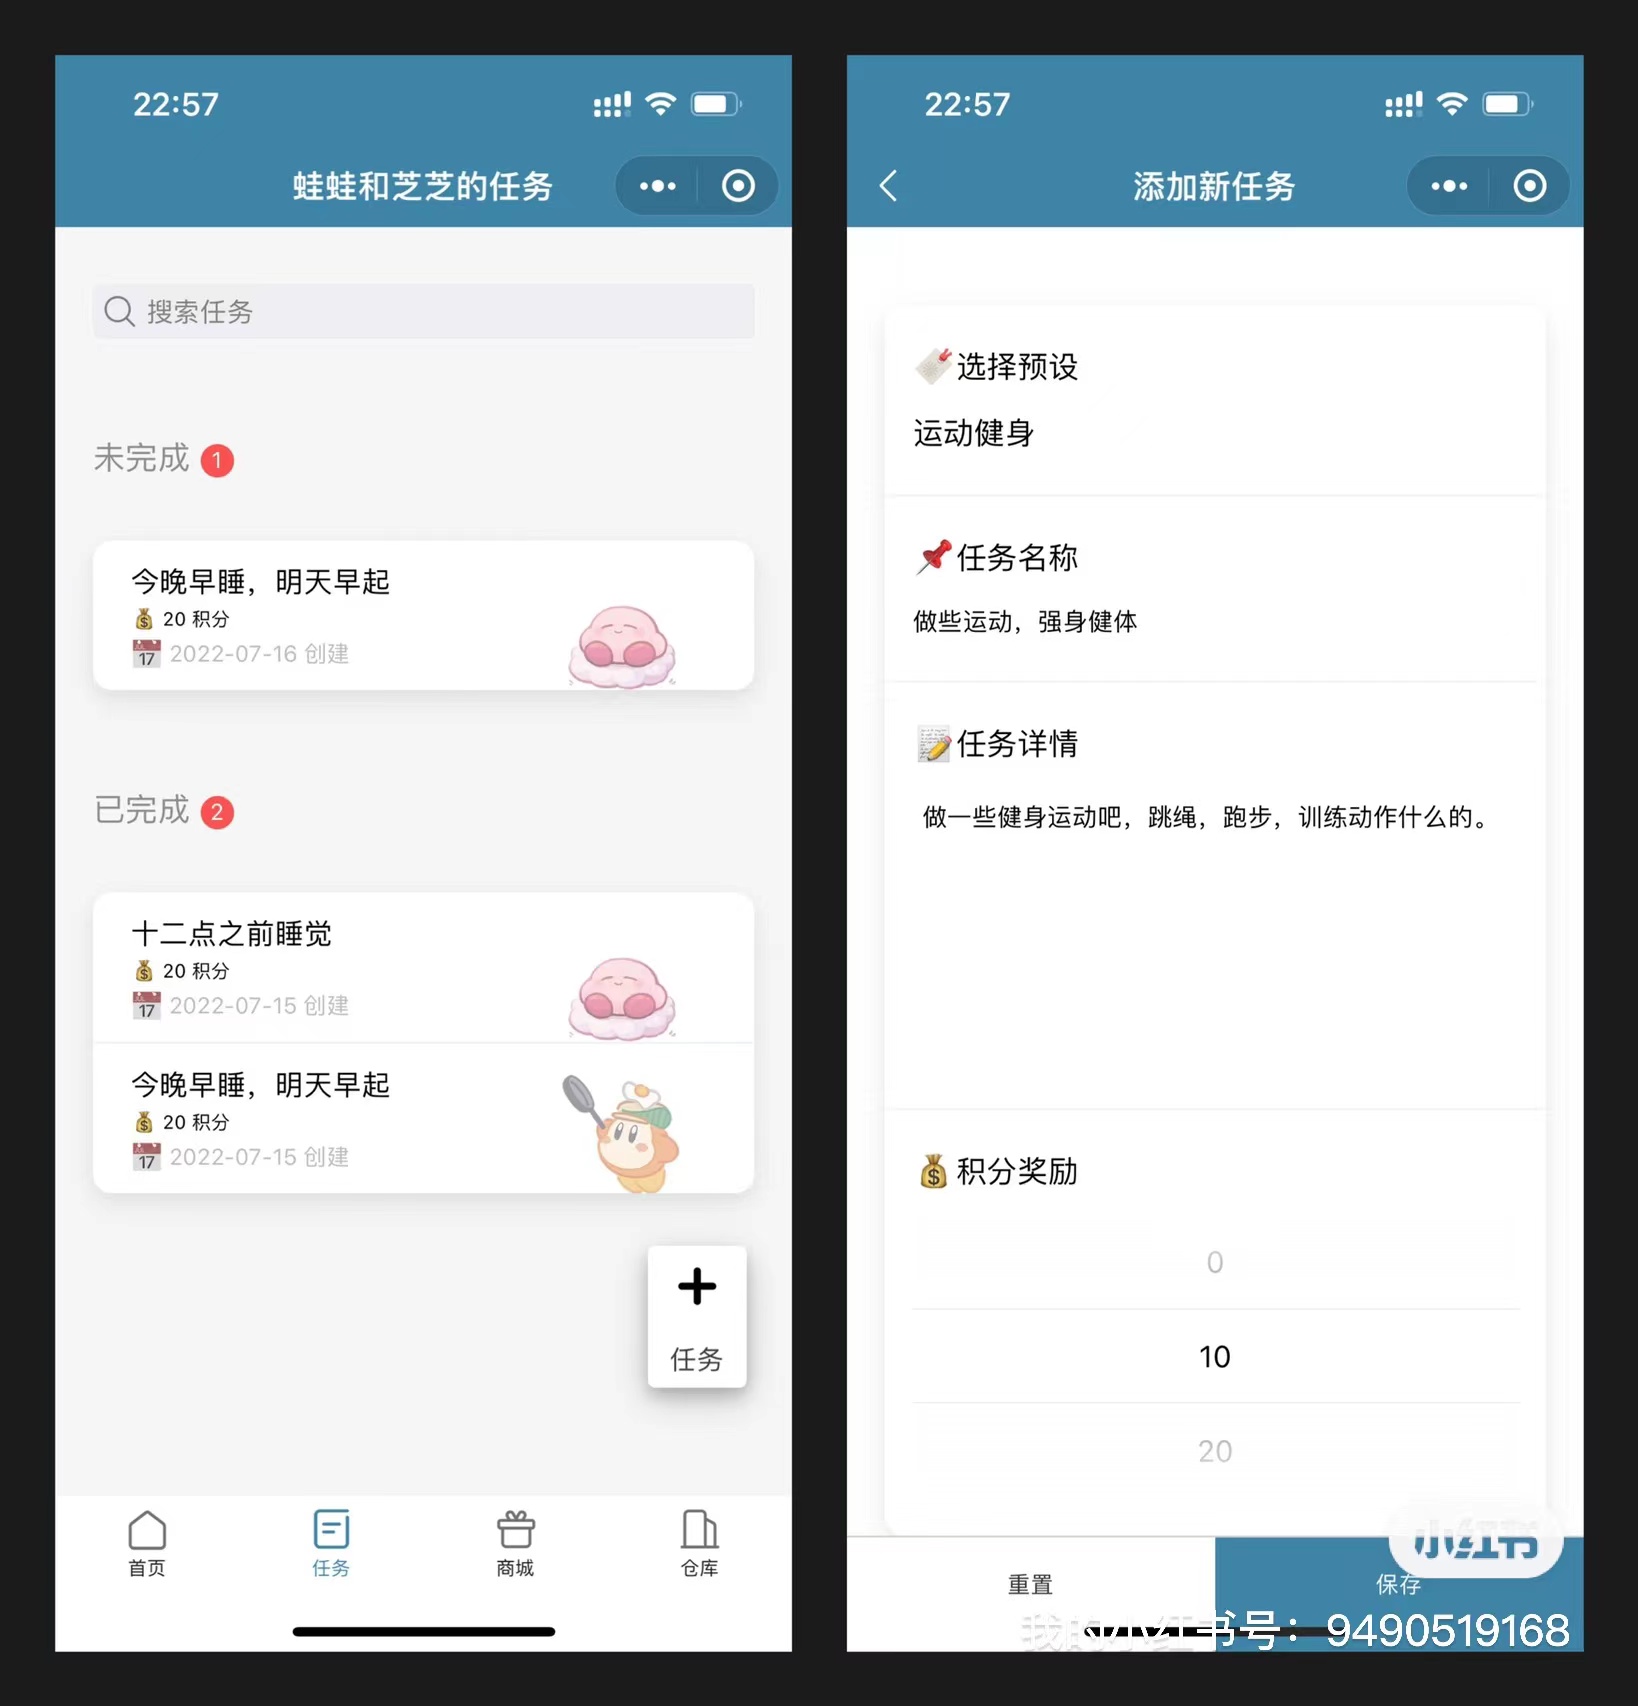 22:57
蛙蛙和芝芝的任务
搜索任务
未完成 1
今晚早睡，明天早起
20 积分
17 2022-07-16 创建
已完成 2
十二点之前睡觉
20 积分
17 2022-07-15 创建
今晚早睡，明天早起
20 积分
17 2022-07-15 创建
任务
首页 任务 商城 仓库
22:57
添加新任务
选择预设
运动健身
任务名称
做些运动，强身健体
任务详情
做一些健身运动吧，跳绳，跑步，训练动作什么的。
积分奖励
0
10
20
小红书
重置 保存
我的小红书号：9490519168